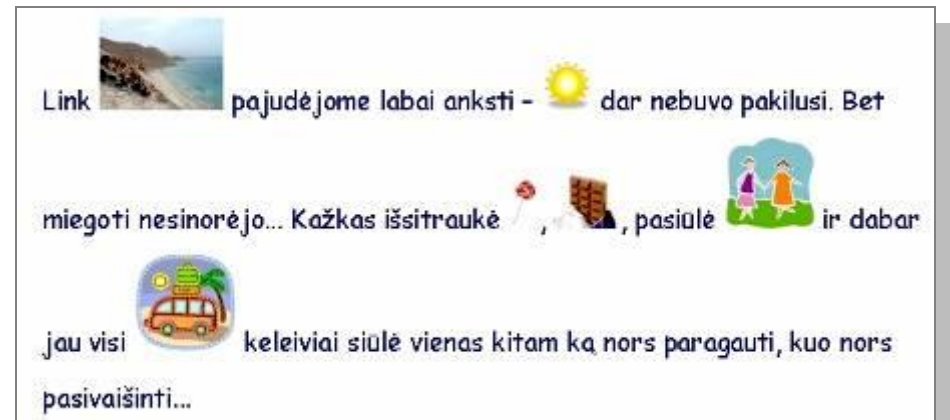 Link pajudėjome labai anksti - dar nebuvo pakilusi. Bet
miegoti nesinorėjo... Kažkas išsitraukė , , pasiūlė ir dabar
jau visi keleiviai siūlė vienas kitam ką nors paragauti, kuo nors
pasivaišinti...